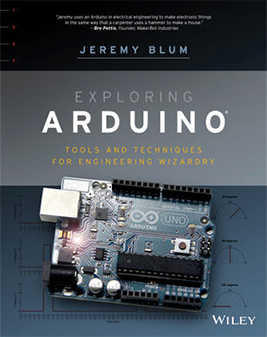 "Jeremy uses an Arduino in electrical engineering to make electronic things
in the same way that a carpenter uses a hammer to make a house."
— Bre Pettis, Founder, MakerBot Industries
JEREMY BLUM
EXPLORING
ARDUINO®
TOOLS AND TECHNIQUES
FOR ENGINEERING WIZARDRY
UNO
ARDUINO
WILEY